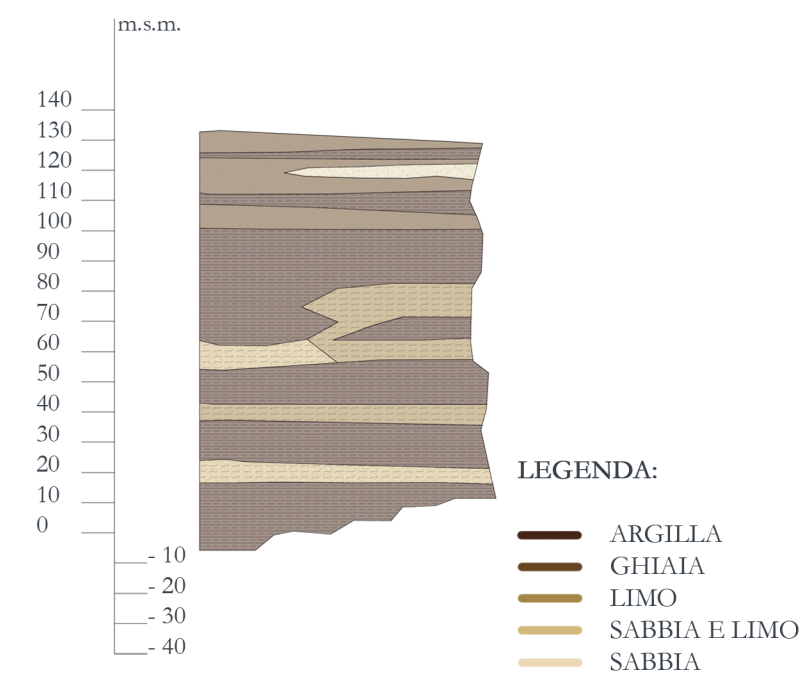 m.s.m.
140
130
120
110
100
90
80
70
60
50
40
30
20
10
0
- 10
- 20
- 30
- 40
LEGENDA:
ARGILLA
GHIAIA
LIMO
SABBIA E LIMO
SABBIA